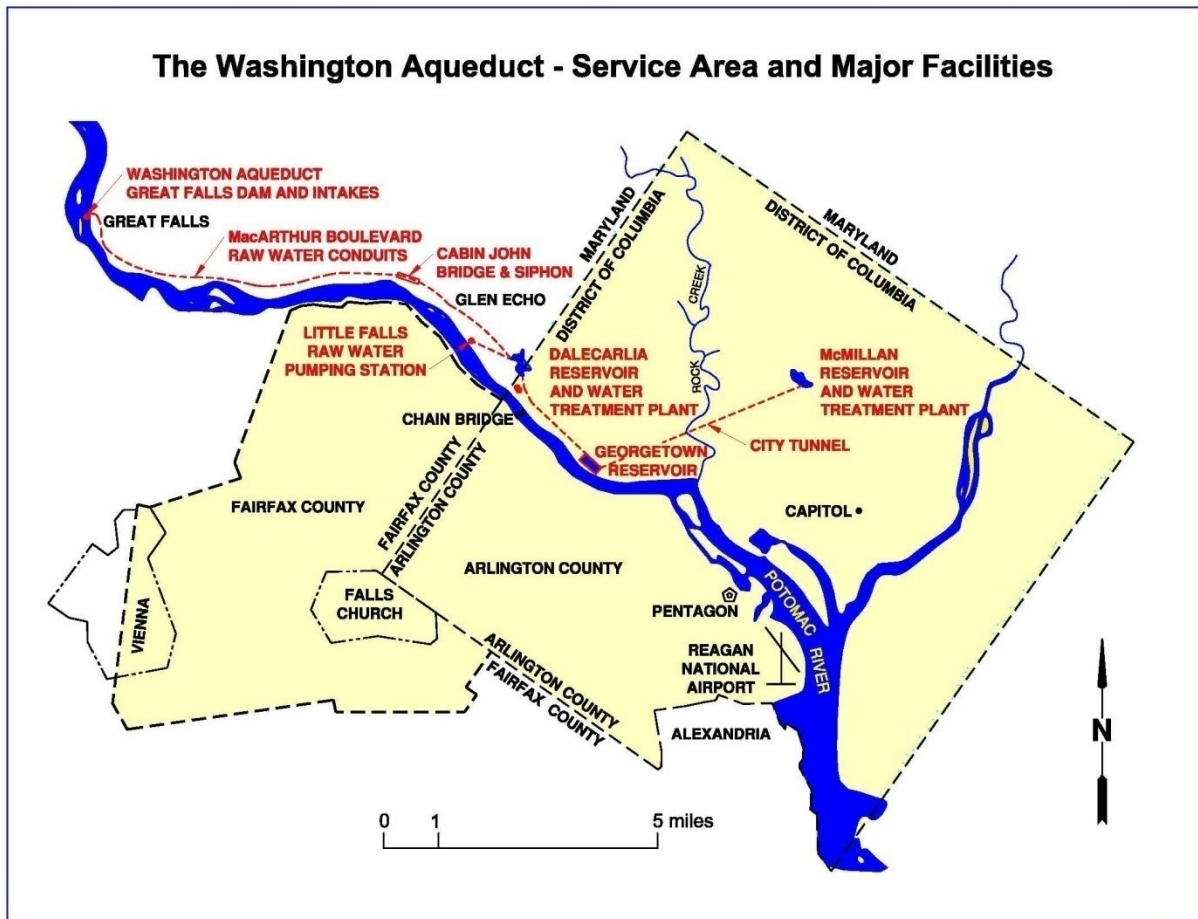 The Washington Aqueduct - Service Area and Major Facilities
WASHINGTON AQUEDUCT
GREAT FALLS DAM AND INTAKES
GREAT FALLS
MacARTHUR BOULEVARD
RAW WATER CONDUITS
CABIN JOHN
BRIDGE & SIPHON
GLEN ECHO
MARYLAND
DISTRICT OF COLUMBIA
MARYLAND
DISTRICT OF COLUMBIA
ROCK CREEK
LITTLE FALLS
RAW WATER
PUMPING STATION
DALECARLIA
RESERVOIR
AND WATER
TREATMENT PLANT
McMILLAN
RESERVOIR
AND WATER
TREATMENT PLANT
CHAIN BRIDGE
CITY TUNNEL
GEORGETOWN
RESERVOIR
FAIRFAX COUNTY
FAIRFAX COUNTY
ARLINGTON COUNTY
CAPITOL
ARLINGTON COUNTY
VIENNA
FALLS
CHURCH
PENTAGON
POTOMAC RIVER
ARLINGTON COUNTY
FAIRFAX COUNTY
REAGAN
NATIONAL
AIRPORT
ALEXANDRIA
N
0 1 5 miles